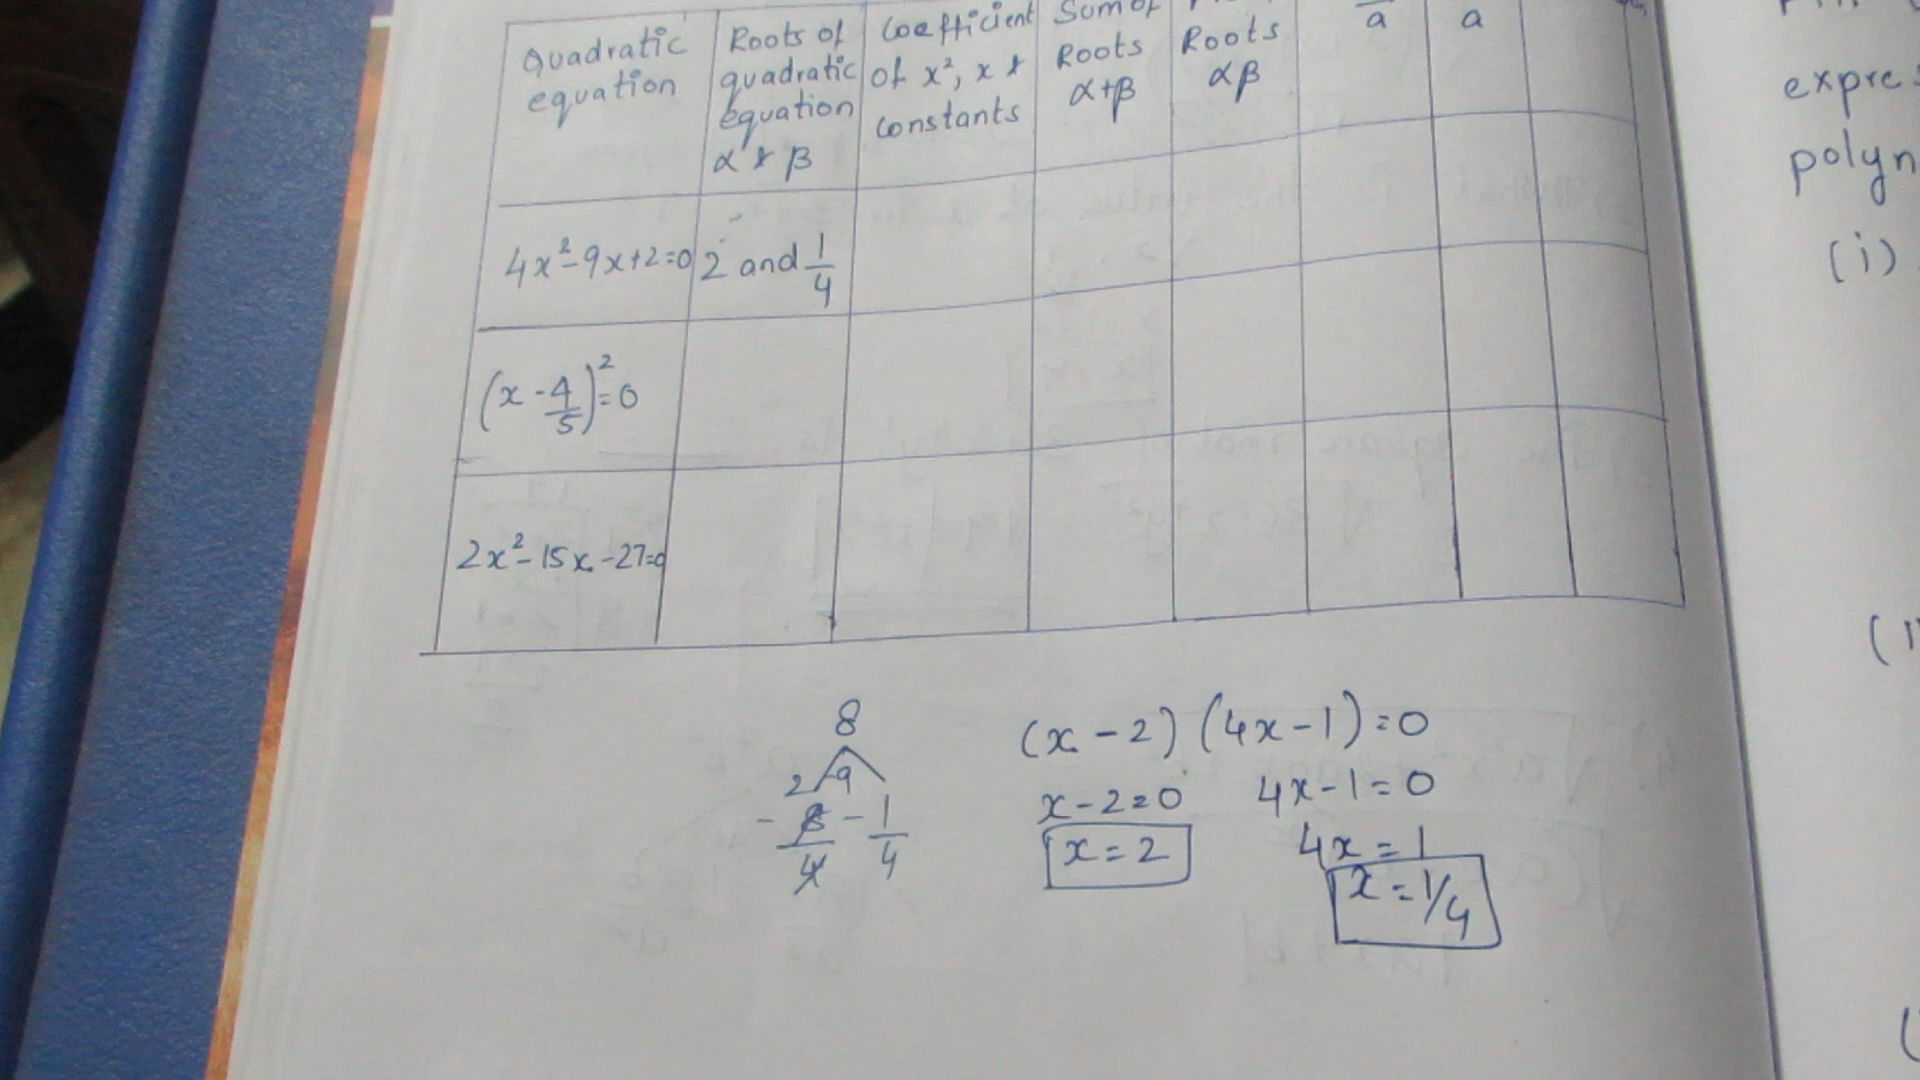 Quadratic equation
Roots of quadratic equation α & β
Coefficient of x², x & constants
Sum of Roots α+β
Roots αβ
a
a
4x²-9x+2=0
2 and 1/4
(x - 4/5)²=0
2x²-15x-27=0
8
2 9
- 8/4 - 1/4
(x-2) (4x-1)=0
x-2=0
4x-1=0
x=2
4x=1
x=1/4
polyn
(i)